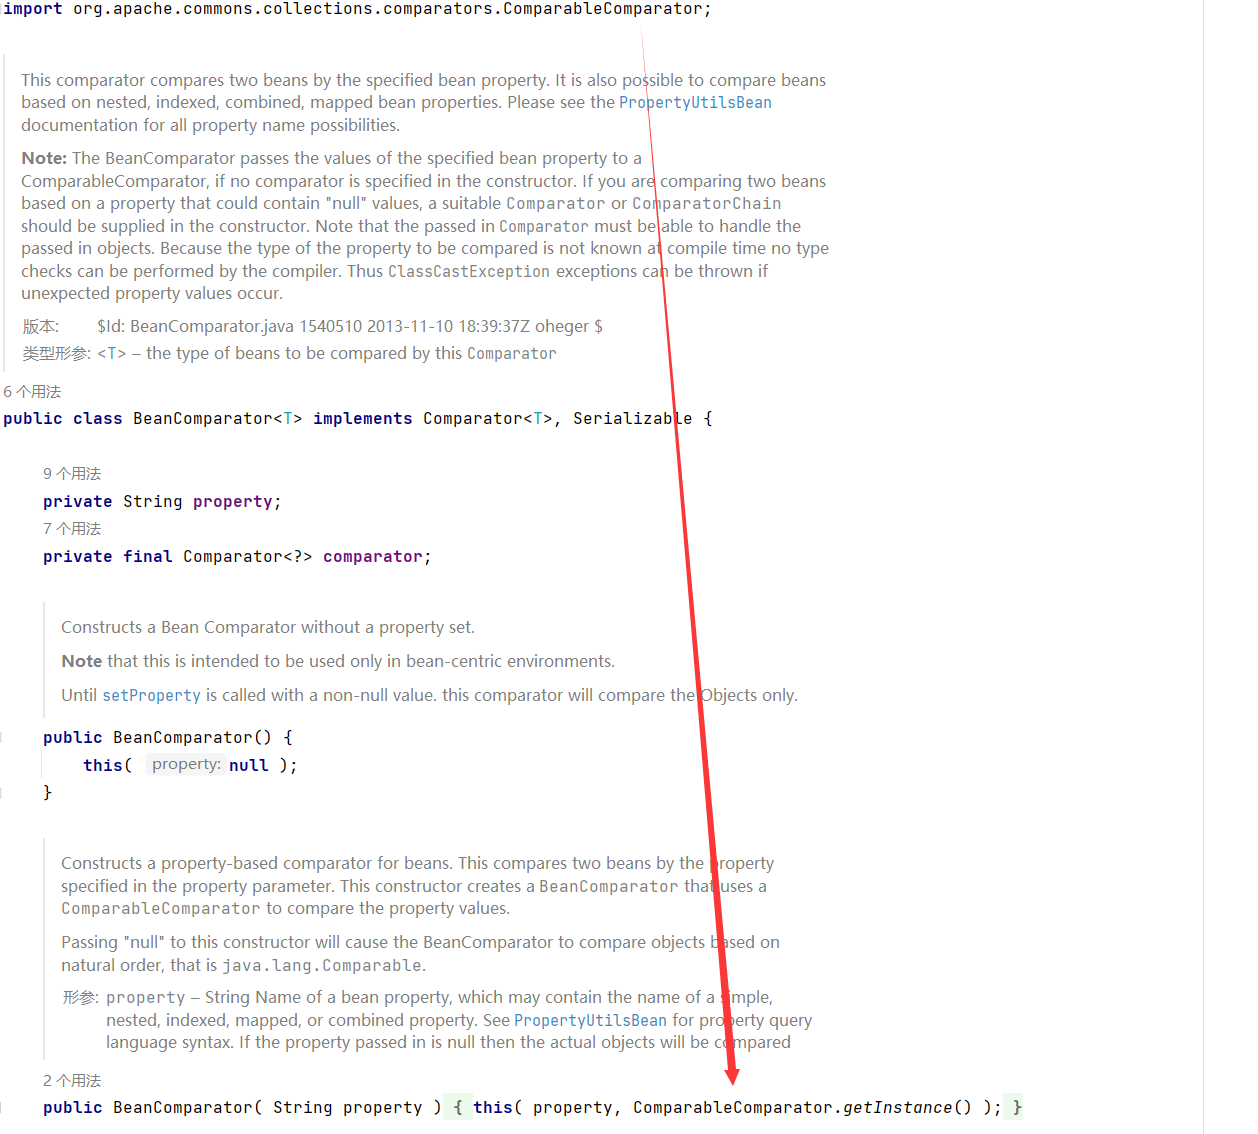 import org.apache.commons.collections.comparators.ComparableComparator;
This comparator compares two beans by the specified bean property. It is also possible to compare beans
based on nested, indexed, combined, mapped bean properties. Please see the PropertyUtilsBean
documentation for all property name possibilities.
Note: The BeanComparator passes the values of the specified bean property to a
ComparableComparator, if no comparator is specified in the constructor. If you are comparing two beans
based on a property that could contain "null" values, a suitable Comparator or ComparatorChain
should be supplied in the constructor. Note that the passed in Comparator must be able to handle the
passed in objects. Because the type of the property to be compared is not known at compile time no type
checks can be performed by the compiler. Thus ClassCastException exceptions can be thrown if
unexpected property values occur.
版本: $Id: BeanComparator.java 1540510 2013-11-10 18:39:37Z oheger $
类型形参: <T> – the type of beans to be compared by this Comparator
6 个用法
public class BeanComparator<T> implements Comparator<T>, Serializable {
9 个用法
private String property;
7 个用法
private final Comparator<?> comparator;
Constructs a Bean Comparator without a property set.
Note that this is intended to be used only in bean-centric environments.
Until setProperty is called with a non-null value. this comparator will compare the Objects only.
public BeanComparator() {
this( property: null );
}
Constructs a property-based comparator for beans. This compares two beans by the property
specified in the property parameter. This constructor creates a BeanComparator that uses a
ComparableComparator to compare the property values.
Passing "null" to this constructor will cause the BeanComparator to compare objects based on
natural order, that is java.lang.Comparable.
形参: property – String Name of a bean property, which may contain the name of a simple,
nested, indexed, mapped, or combined property. See PropertyUtilsBean for property query
language syntax. If the property passed in is null then the actual objects will be compared
2 个用法
public BeanComparator( String property ) { this( property, ComparableComparator.getInstance() ); }